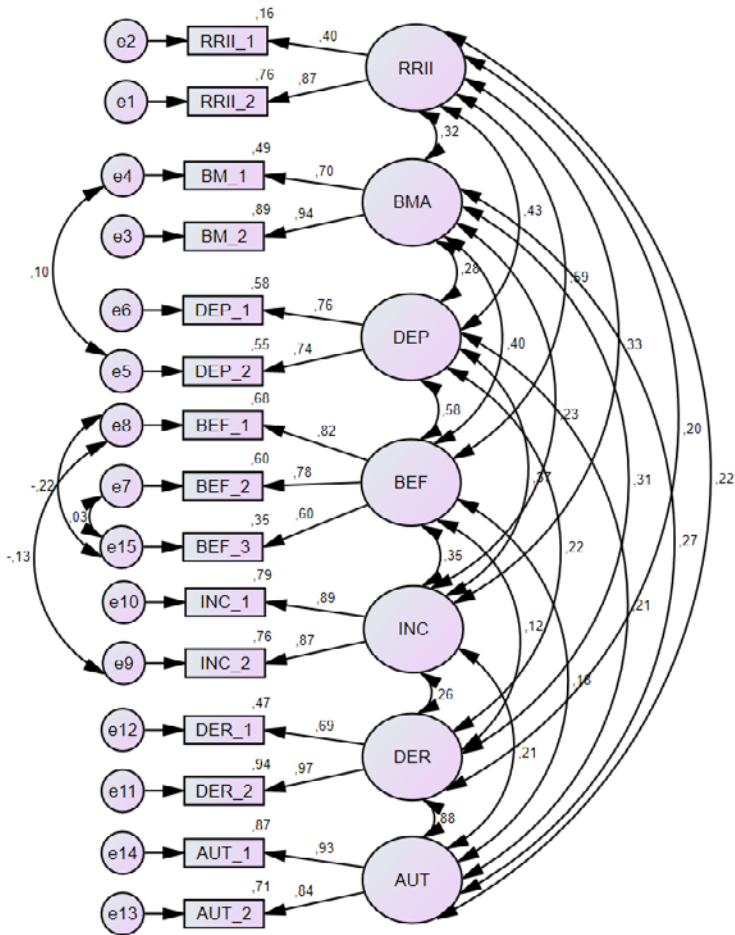 ,16
e2 RRII_1 ,40
RRII
,76
e1 RRII_2 ,87
,32
,49
e4 BM_1 ,70
BMA
,89
e3 BM_2 ,94
,43
,10
,28
,59
,58
e6 DEP_1 ,76
DEP
,40
,33
,55
e5 DEP_2 ,74
,58
,23
,20
,68
e8 BEF_1 ,82
-,22
,60
e7 BEF_2 ,78
BEF
,37
,31
,22
,03
,35
e15 BEF_3 ,60
-,13
,35
,22
,27
,79
e10 INC_1 ,89
INC
,12
,21
,76
e9 INC_2 ,87
,18
,26
,47
e12 DER_1 ,69
DER
,21
,94
e11 DER_2 ,97
,88
,87
e14 AUT_1 ,93
AUT
,71
e13 AUT_2 ,84